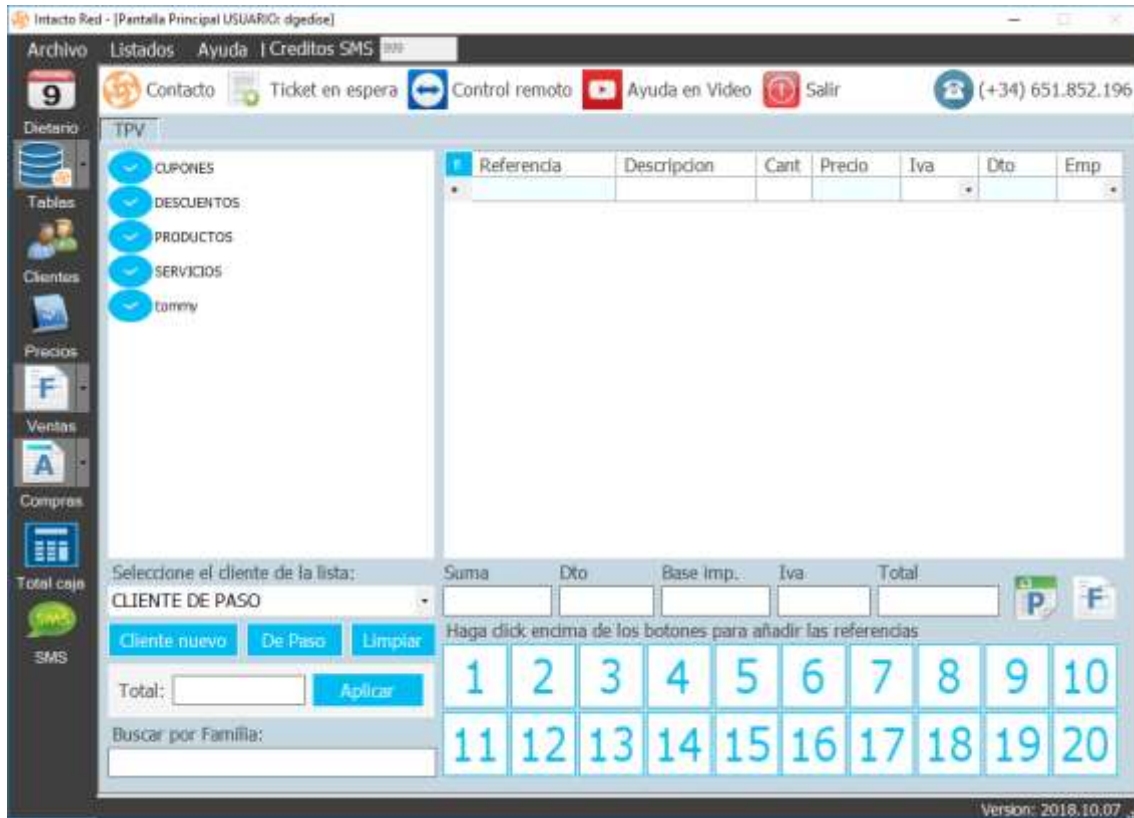 Intacto Red - [Pantalla Principal USUARIO: dgedise]
Archivo Listados Ayuda | Creditos SMS 999
9 Contacto Ticket en espera Control remoto Ayuda en Video Salir (+34) 651.852.196
Dietario
TPV
Tablas
Clientes
Precios
F
Ventas
A
Compras
Total caja
SMS
SMS
CUPONES
DESCUENTOS
PRODUCTOS
SERVICIOS
tommy
Referencia Descripcion Cant Precio Iva Dto Emp
Seleccione el cliente de la lista:
CLIENTE DE PASO
Cliente nuevo De Paso Limpiar
Total: Aplicar
Buscar por Familia:
Suma Dto Base imp. Iva Total
P F
Haga click encima de los botones para añadir las referencias
1 2 3 4 5 6 7 8 9 10
11 12 13 14 15 16 17 18 19 20
Version: 2018.10.07